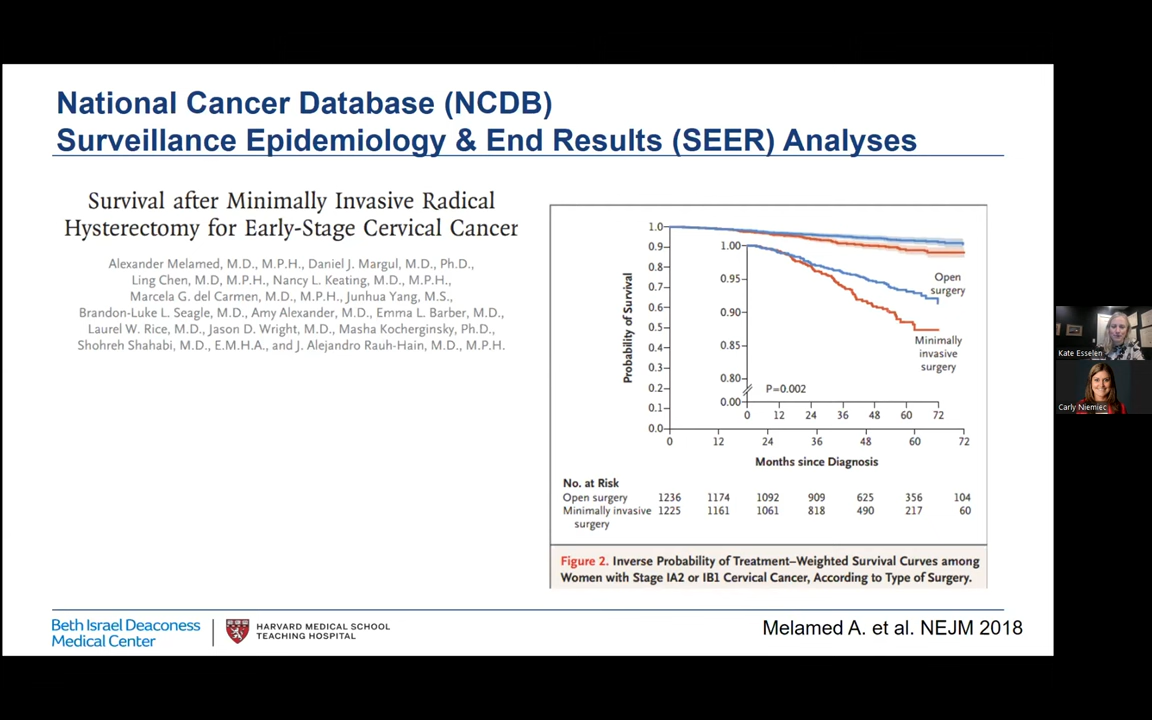 National Cancer Database (NCDB)
Surveillance Epidemiology & End Results (SEER) Analyses
Survival after Minimally Invasive Radical
Hysterectomy for Early-Stage Cervical Cancer
Alexander Melamed, M.D., M.P.H., Daniel J. Margul, M.D., Ph.D.,
Ling Chen, M.D, M.P.H., Nancy L. Keating, M.D., M.P.H.,
Marcela G. del Carmen, M.D., M.P.H., Junhua Yang, M.S.,
Brandon-Luke L. Seagle, M.D., Amy Alexander, M.D., Emma L. Barber, M.D.,
Laurel W. Rice, M.D., Jason D. Wright, M.D., Masha Kocherginsky, Ph.D.,
Shohreh Shahabi, M.D., E.M.H.A., and J. Alejandro Rauh-Hain, M.D., M.P.H.
Probability of Survival
1.0
0.9
0.8
0.7
0.6
0.5
0.4
0.3
0.2
0.1
0.0
1.00
0.95
0.90
0.85
0.80
0.00
P=0.002
Open
surgery
Minimally
invasive
surgery
0 12 24 36 48 60 72
0 12 24 36 48 60 72
Months since Diagnosis
No. at Risk
Open surgery 1236 1174 1092 909 625 356 104
Minimally invasive 1225 1161 1061 818 490 217 60
surgery
Figure 2. Inverse Probability of Treatment–Weighted Survival Curves among
Women with Stage IA2 or IB1 Cervical Cancer, According to Type of Surgery.
Beth Israel Deaconess
Medical Center
HARVARD MEDICAL SCHOOL
TEACHING HOSPITAL
Melamed A. et al. NEJM 2018
Kate Esselen
Carly Niemiec